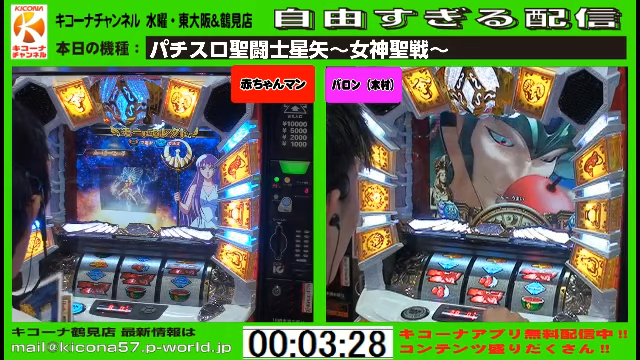 KICONA
キコーナ
チャンネル
キコーナチャンネル 水曜・東大阪&鶴見店
自由すぎる配信
本日の機種：
パチスロ聖闘士星矢～女神聖戦～
赤ちゃんマン
バロン（木村）
¥10000
¥ 5000
¥ 2000
¥ 1000
キコーナ鶴見店 最新情報は
mail@kicona57.p-world.jp
00:03:28
キコーナアプリ無料配信中!!
コンテンツ盛りだくさん!!